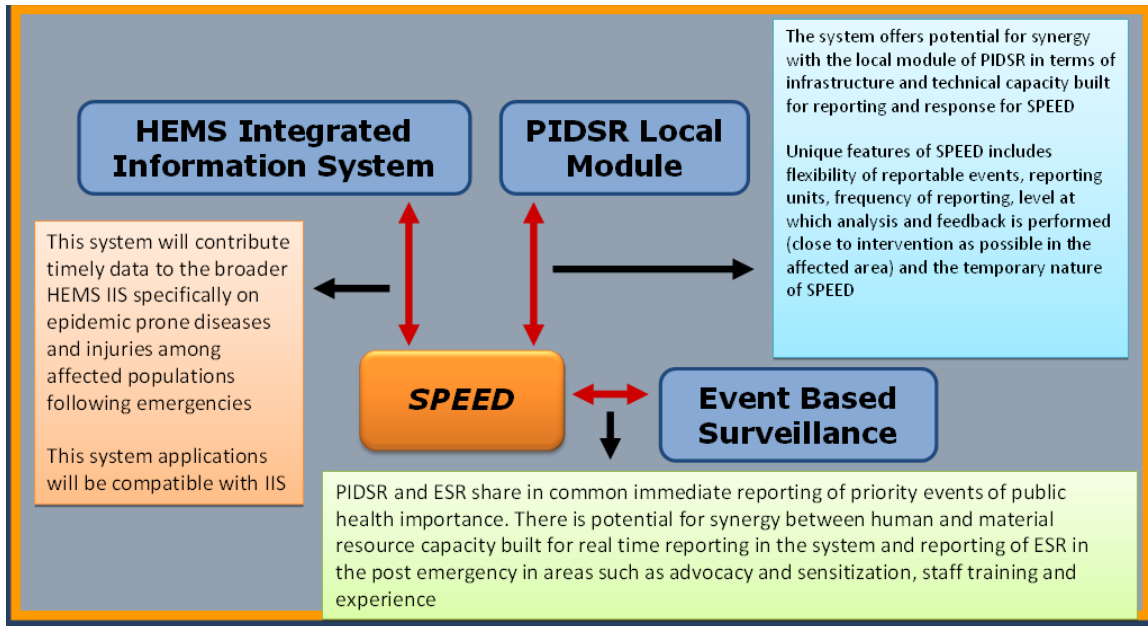 HEMS Integrated
Information System
PIDSR Local
Module
The system offers potential for synergy
with the local module of PIDSR in terms of
infrastructure and technical capacity built
for reporting and response for SPEED
Unique features of SPEED includes
flexibility of reportable events, reporting
units, frequency of reporting, level at
which analysis and feedback is performed
(close to intervention as possible in the
affected area) and the temporary nature
of SPEED
This system will contribute
timely data to the broader
HEMS IIS specifically on
epidemic prone diseases
and injuries among
affected populations
following emergencies
This system applications
will be compatible with IIS
SPEED
Event Based
Surveillance
PIDSR and ESR share in common immediate reporting of priority events of public
health importance. There is potential for synergy between human and material
resource capacity built for real time reporting in the system and reporting of ESR in
the post emergency in areas such as advocacy and sensitization, staff training and
experience